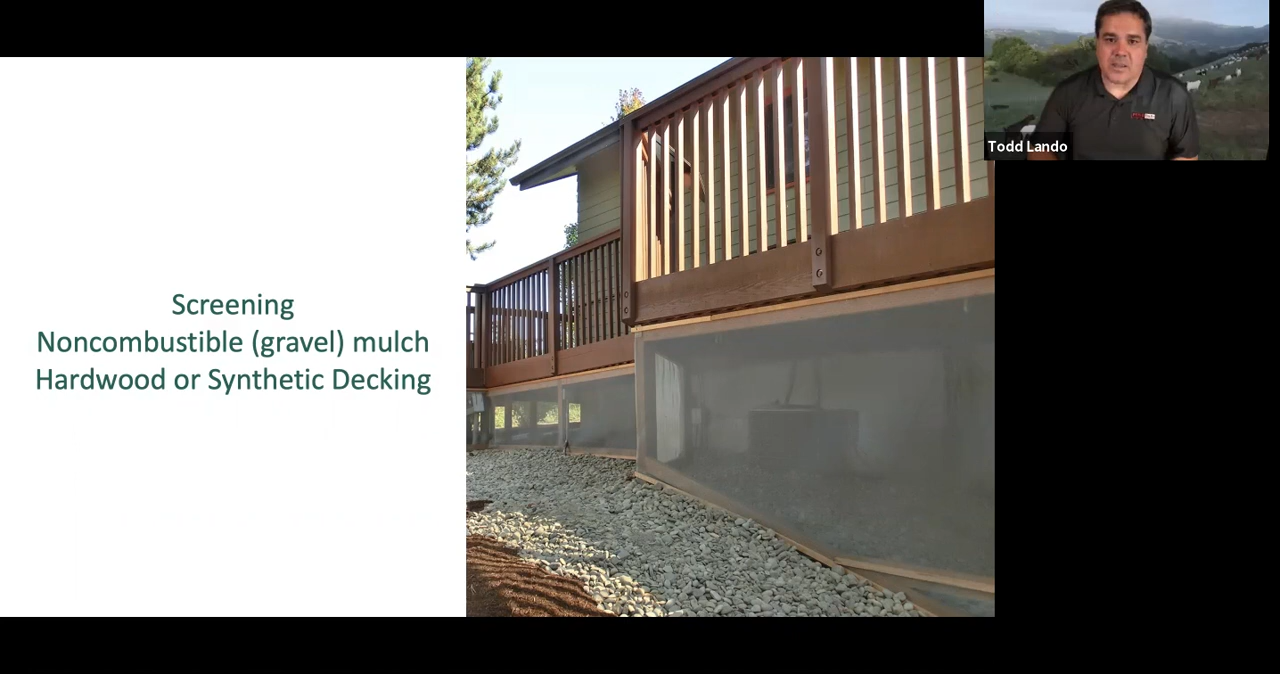 Screening
Noncombustible (gravel) mulch
Hardwood or Synthetic Decking
Todd Lando